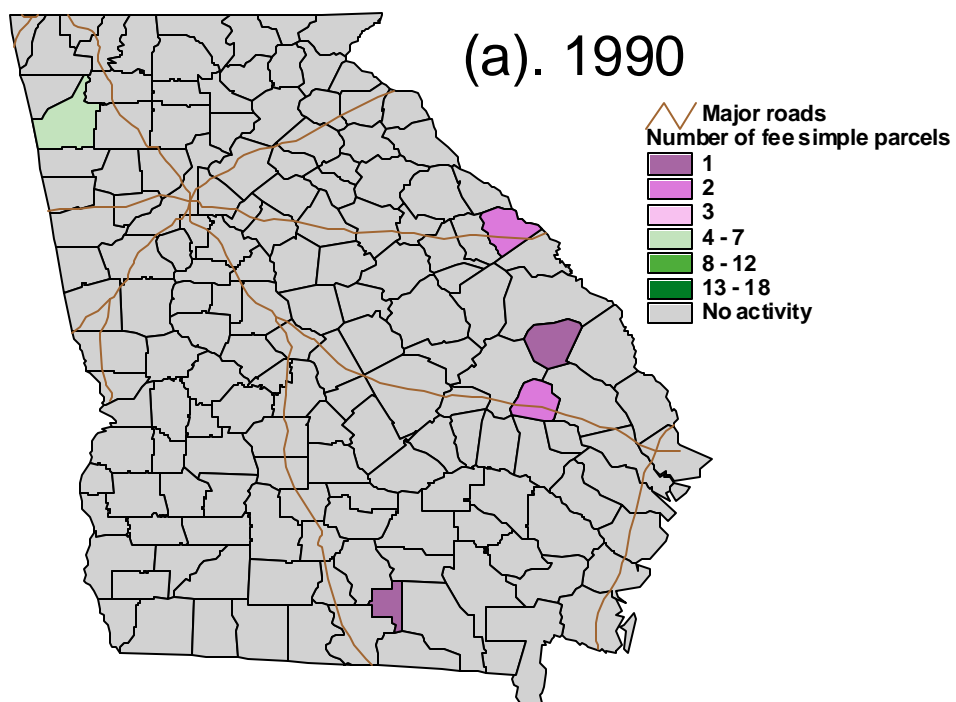 (a). 1990
Major roads
Number of fee simple parcels
1
2
3
4 - 7
8 - 12
13 - 18
No activity